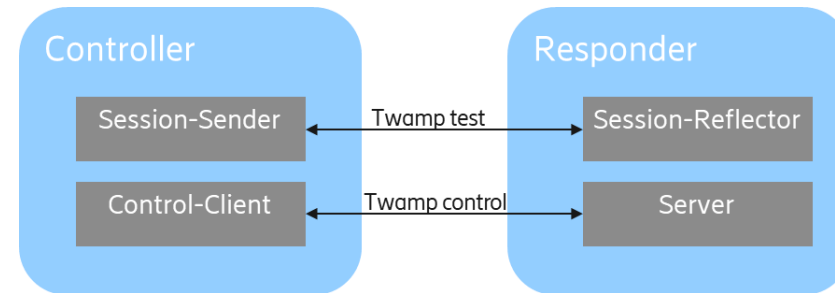 Controller
Responder
Session-Sender
Twamp test
Session-Reflector
Control-Client
Twamp control
Server